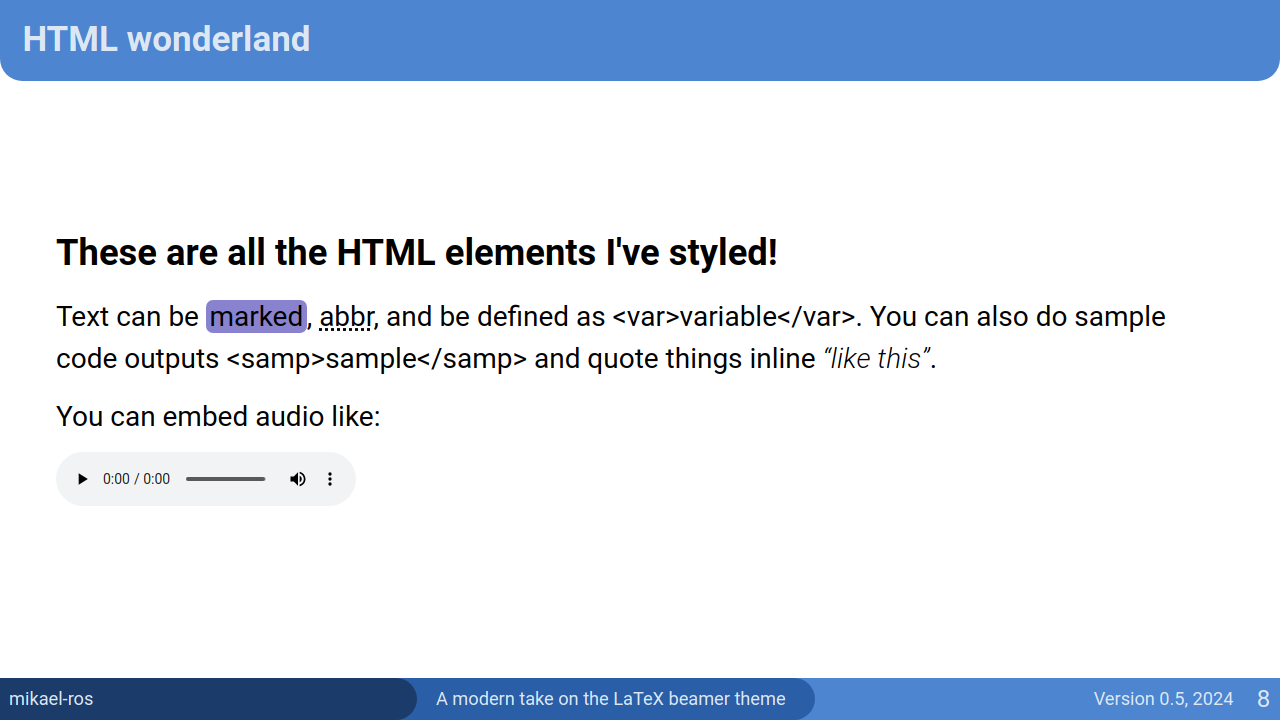 HTML wonderland
These are all the HTML elements I've styled!
Text can be marked, abbr, and be defined as <var>variable</var>. You can also do sample
code outputs <samp>sample</samp> and quote things inline “like this”.
You can embed audio like:
0:00 / 0:00
mikael-ros
A modern take on the LaTeX beamer theme
Version 0.5, 2024
8